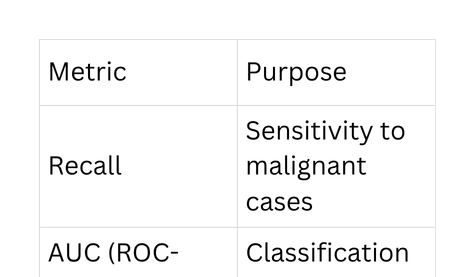 Metric
Purpose
Recall
Sensitivity to
malignant
cases
AUC (ROC-
Classification